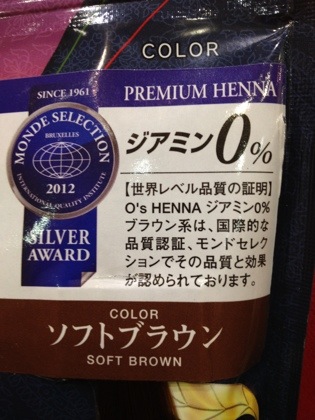 COLOR
SINCE 1961
PREMIUM HENNA
MONDE SELECTION
BRUXELLES
INTERNATIONAL QUALITY INSTITUTE
2012
SILVER
AWARD
ジアミン0%
【世界レベル品質の証明】
O's HENNA ジアミン0%
ブラウン系は、国際的な
品質認証、モンドセレク
ションでその品質と効果
が認められております。
COLOR
ソフトブラウン
SOFT BROWN